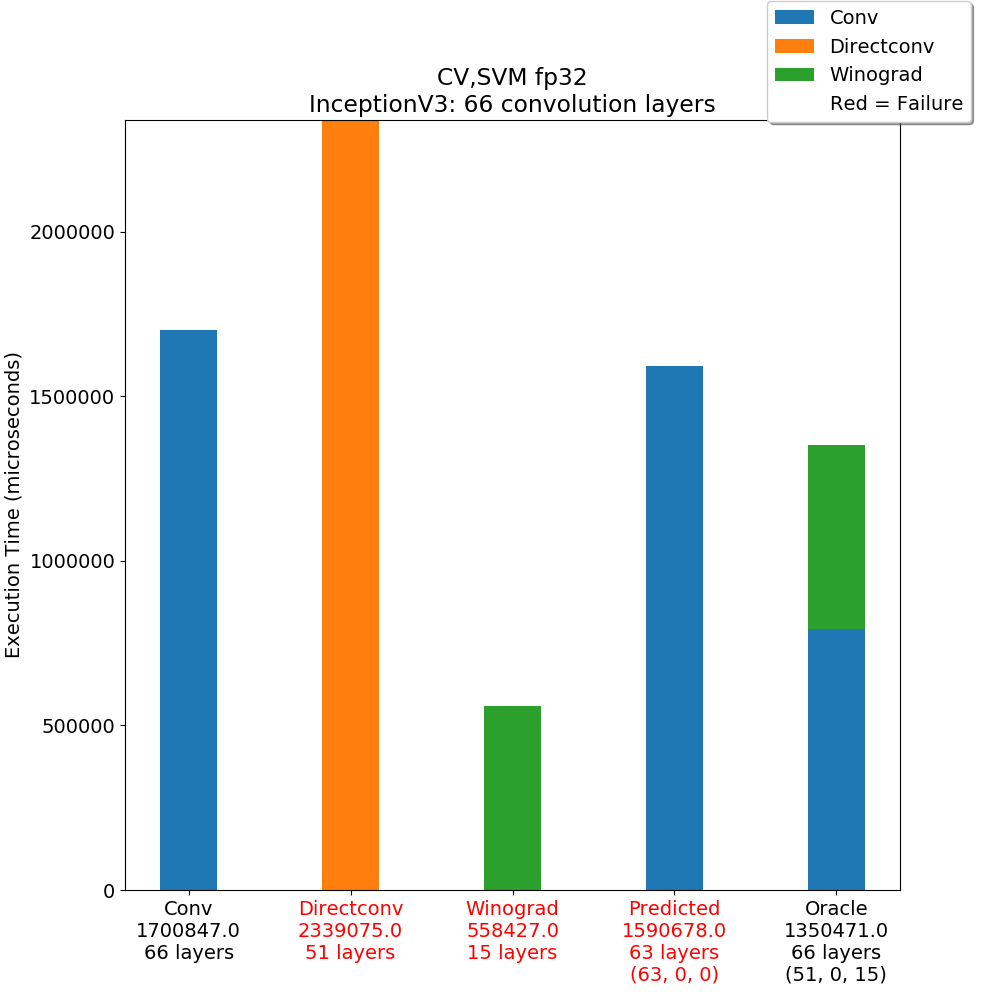 Conv
Directconv
Winograd
Red = Failure
CV,SVM fp32
InceptionV3: 66 convolution layers
Execution Time (microseconds)
2000000
1500000
1000000
500000
0
Conv
1700847.0
66 layers
Directconv
2339075.0
51 layers
Winograd
558427.0
15 layers
Predicted
1590678.0
63 layers
(63, 0, 0)
Oracle
1350471.0
66 layers
(51, 0, 15)